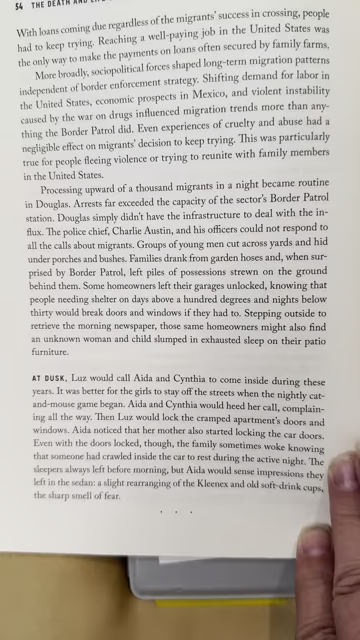 54 THE DEATH AND
With loans coming due regardless of the migrants' success in crossing, people
had to keep trying. Reaching a well-paying job in the United States was
the only way to make the payments on loans often secured by family farms.
More broadly, sociopolitical forces shaped long-term migration patterns
independent of border enforcement strategy. Shifting demand for labor in
the United States, economic prospects in Mexico, and violent instability
caused by the war on drugs influenced migration trends more than any-
thing the Border Patrol did. Even experiences of cruelty and abuse had a
negligible effect on migrants' decision to keep trying. This was particularly
true for people fleeing violence or trying to reunite with family members
in the United States.
Processing upward of a thousand migrants in a night became routine
in Douglas. Arrests far exceeded the capacity of the sector's Border Patrol
station. Douglas simply didn't have the infrastructure to deal with the in-
flux. The police chief, Charlie Austin, and his officers could not respond to
all the calls about migrants. Groups of young men cut across yards and hid
under porches and bushes. Families drank from garden hoses and, when sur-
prised by Border Patrol, left piles of possessions strewn on the ground
behind them. Some homeowners left their garages unlocked, knowing that
people needing shelter on days above a hundred degrees and nights below
thirty would break doors and windows if they had to. Stepping outside to
retrieve the morning newspaper, those same homeowners might also find
an unknown woman and child slumped in exhausted sleep on their patio
furniture.
AT DUSK, Luz would call Aida and Cynthia to come inside during these
years. It was better for the girls to stay off the streets when the nightly cat-
and-mouse game began. Aida and Cynthia would heed her call, complain-
ing all the way. Then Luz would lock the cramped apartment's doors and
windows. Aida noticed that her mother also started locking the car doors.
Even with the doors locked, though, the family sometimes woke knowing
that someone had crawled inside the car to rest during the active night. The
sleepers always left before morning, but Aida would sense impressions they
left in the sedan: a slight rearranging of the Kleenex and old soft-drink cups,
the sharp smell of fear.
. . .